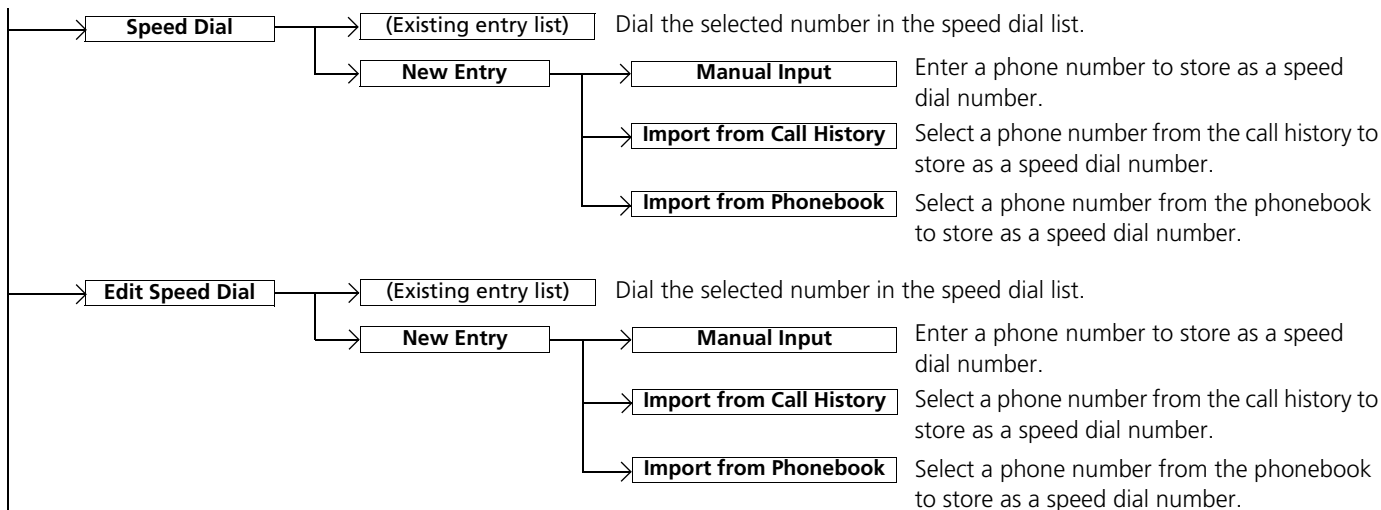 Speed Dial
(Existing entry list)
Dial the selected number in the speed dial list.
New Entry
Manual Input
Enter a phone number to store as a speed
dial number.
Import from Call History
Select a phone number from the call history to
store as a speed dial number.
Import from Phonebook
Select a phone number from the phonebook
to store as a speed dial number.
Edit Speed Dial
(Existing entry list)
Dial the selected number in the speed dial list.
New Entry
Manual Input
Enter a phone number to store as a speed
dial number.
Import from Call History
Select a phone number from the call history to
store as a speed dial number.
Import from Phonebook
Select a phone number from the phonebook
to store as a speed dial number.